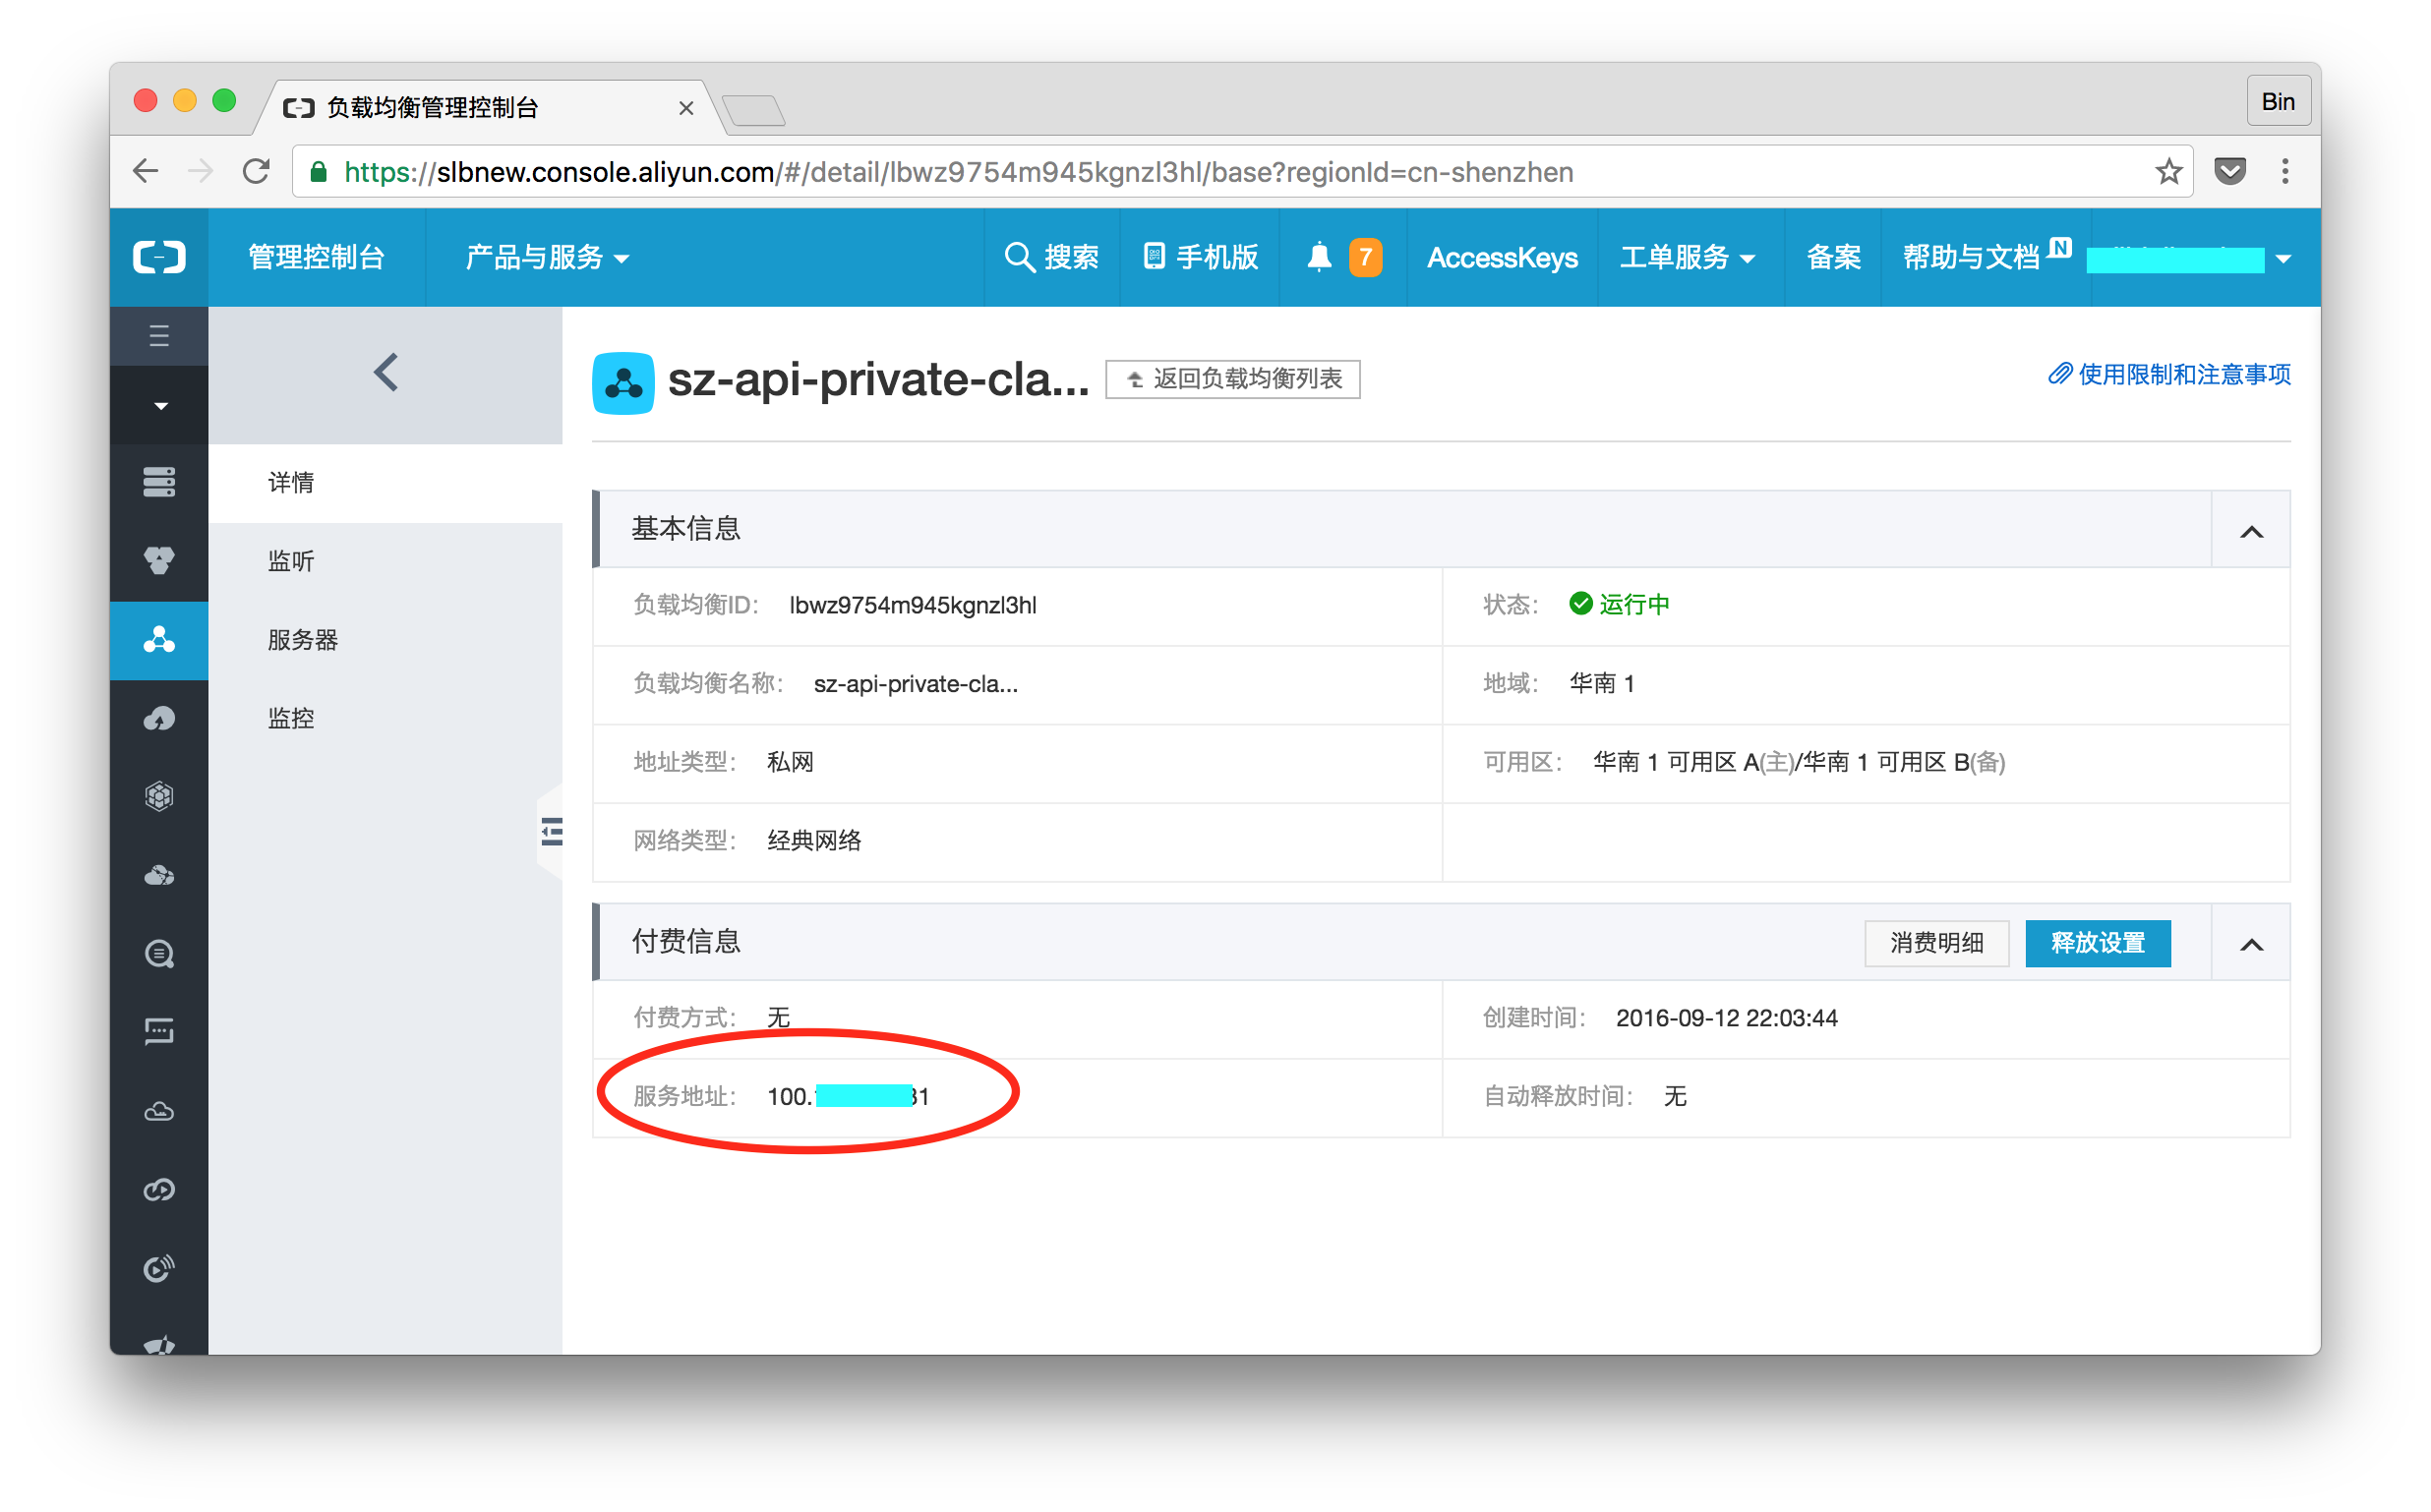 负载均衡管理控制台
Bin
https://slbnew.console.aliyun.com/#/detail/lbwz9754m945kgnzl3hl/base?regionId=cn-shenzhen
管理控制台 产品与服务 搜索 手机版 7 AccessKeys 工单服务 备案 帮助与文档 N
sz-api-private-cla... 返回负载均衡列表 使用限制和注意事项
详情
监听
服务器
监控
基本信息
负载均衡ID: lbwz9754m945kgnzl3hl 状态: 运行中
负载均衡名称: sz-api-private-cla... 地域: 华南 1
地址类型: 私网 可用区: 华南 1 可用区 A(主)/华南 1 可用区 B(备)
网络类型: 经典网络
付费信息 消费明细 释放设置
付费方式: 无 创建时间: 2016-09-12 22:03:44
服务地址: 100. 自动释放时间: 无